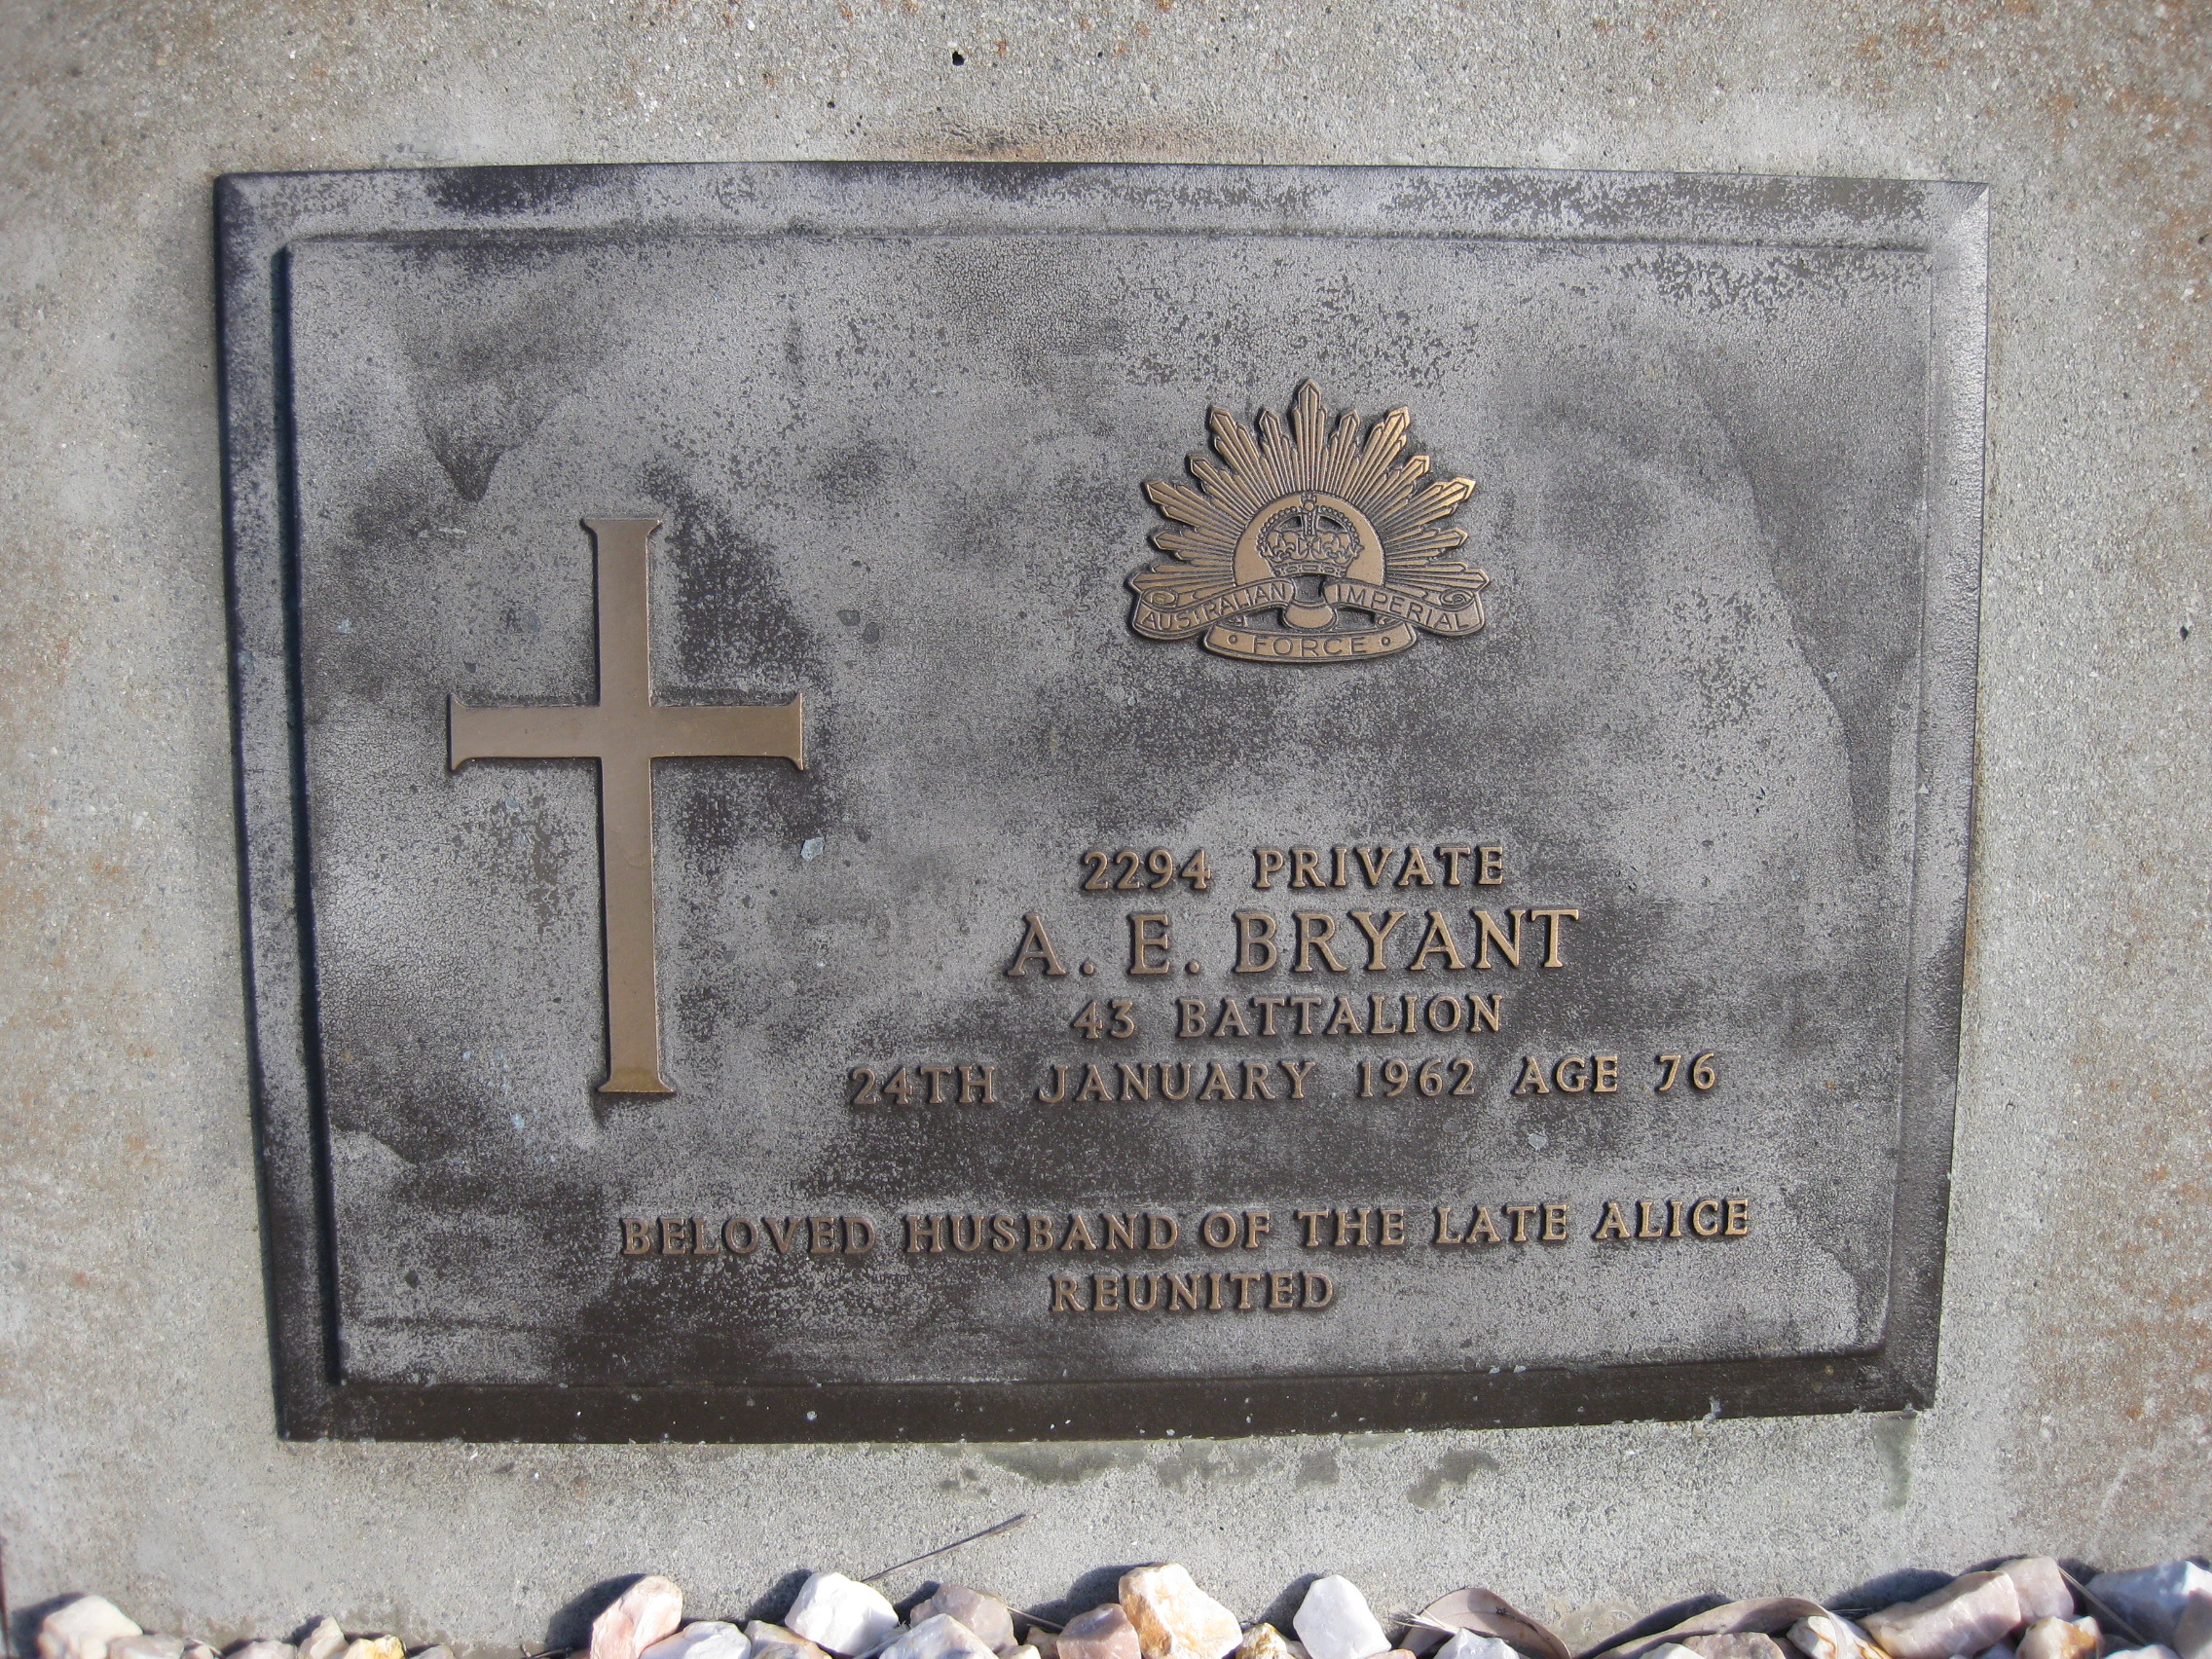 AUSTRALIAN IMPERIAL
FORCE
2294 PRIVATE
A. E. BRYANT
43 BATTALION
24TH JANUARY 1962 AGE 76
BELOVED HUSBAND OF THE LATE ALICE
REUNITED